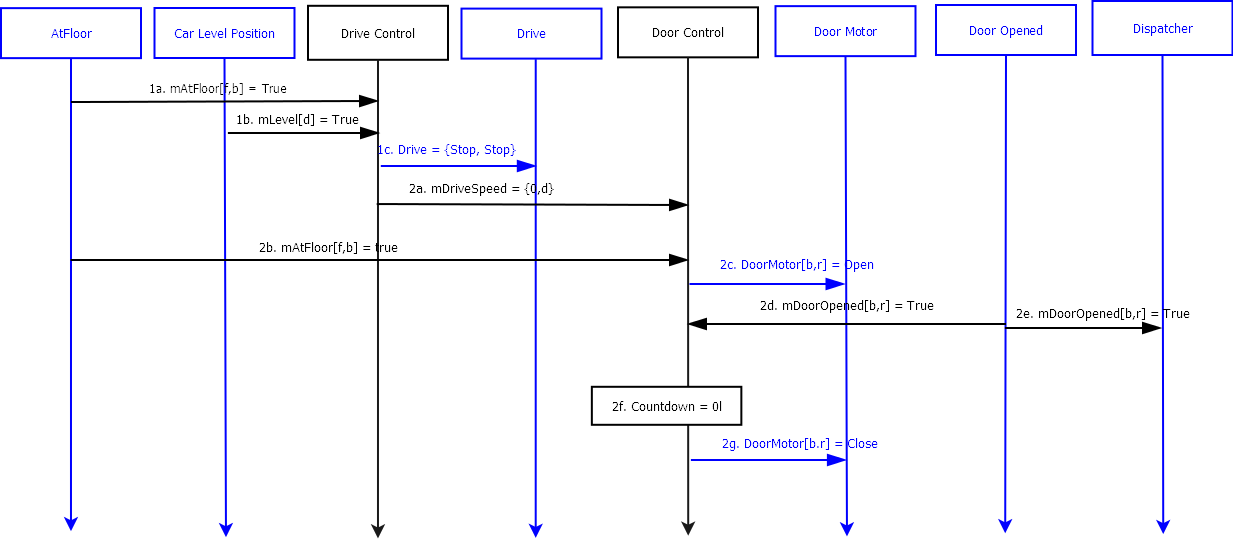 AtFloor
Car Level Position
Drive Control
Drive
Door Control
Door Motor
Door Opened
Dispatcher
1a. mAtFloor[f,b] = True
1b. mLevel[d] = True
1c. Drive = {Stop, Stop}
2a. mDriveSpeed = {0,d}
2b. mAtFloor[f,b] = true
2c. DoorMotor[b,r] = Open
2d. mDoorOpened[b,r] = True
2e. mDoorOpened[b,r] = True
2f. Countdown = 0l
2g. DoorMotor[b.r] = Close